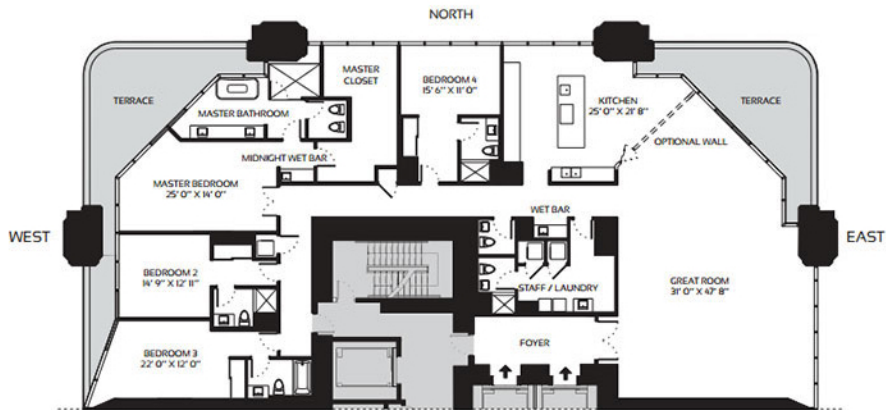 NORTH
TERRACE
MASTER
CLOSET
BEDROOM 4
15' 6" X 11' 0"
KITCHEN
25' 0" X 21' 8"
TERRACE
MASTER BATHROOM
OPTIONAL WALL
MIDNIGHT WET BAR
MASTER BEDROOM
25' 0" X 14' 0"
WET BAR
WEST
EAST
BEDROOM 2
14' 9" X 12' 11"
STAFF / LAUNDRY
GREAT ROOM
31' 0" X 47' 8"
FOYER
BEDROOM 3
22' 0" X 12' 0"